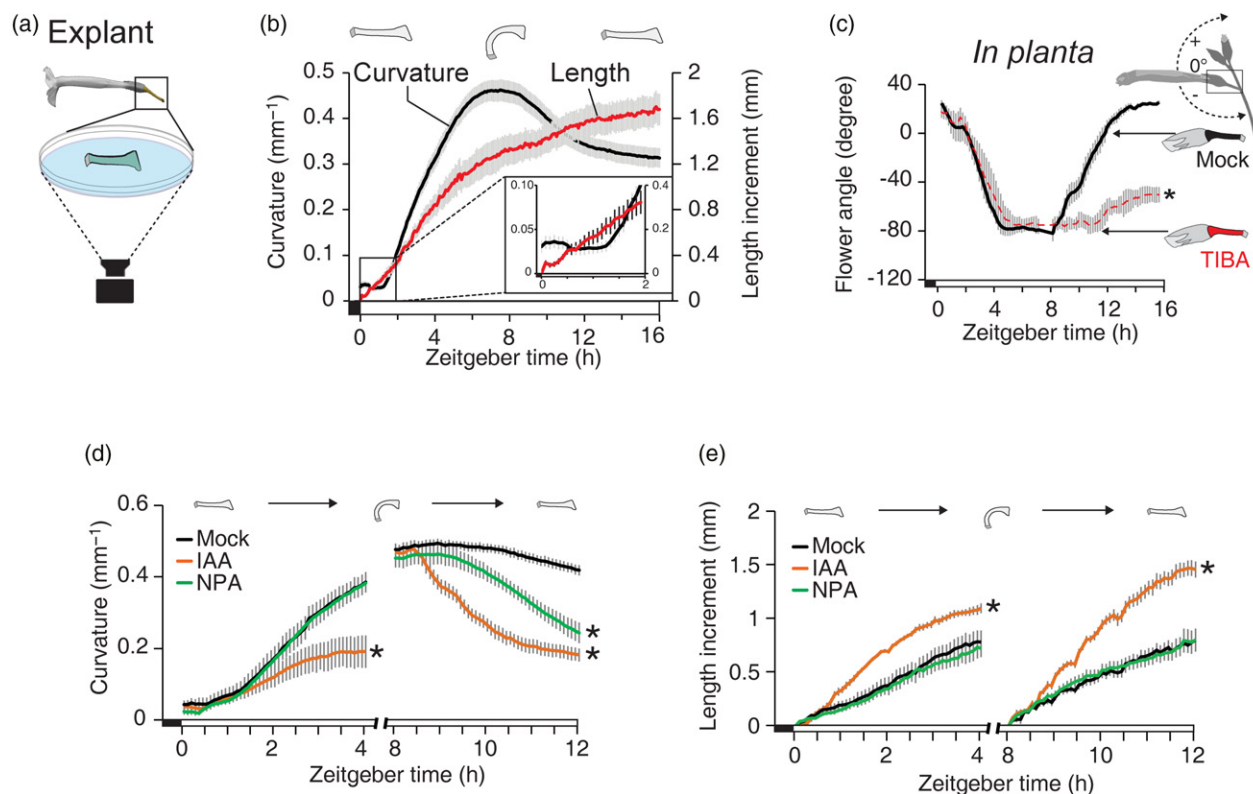 (a) Explant
(b)
Curvature
Length
Curvature (mm⁻¹)
0.5
0.4
0.3
0.2
0.1
0
Length increment (mm)
2
1.6
1.2
0.8
0.4
0
0.10
0.05
0
0.4
0.2
0
0
2
0 4 8 12 16
Zeitgeber time (h)
(c)
In planta
+
0°
-
Flower angle (degree)
40
0
-40
-80
-120
Mock
*
TIBA
0 2 4 6 8 10 12 14 16
Zeitgeber time (h)
(d)
Curvature (mm⁻¹)
0.6
0.4
0.2
0
Mock
IAA
NPA
*
*
*
0 2 4 8 10 12
Zeitgeber time (h)
(e)
Length increment (mm)
2
1.5
1
0.5
0
Mock
IAA
NPA
*
*
0 2 4 8 10 12
Zeitgeber time (h)